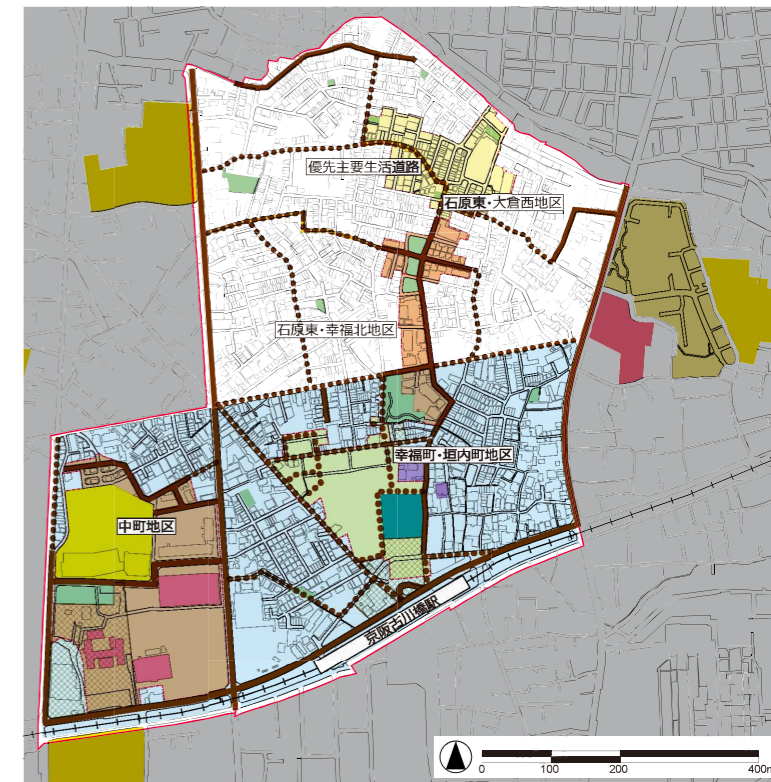 優先主要生活道路
石原東・大倉西地区
石原東・幸福北地区
幸福町・垣内町地区
中町地区
京阪古川橋駅
0 100 200 400m